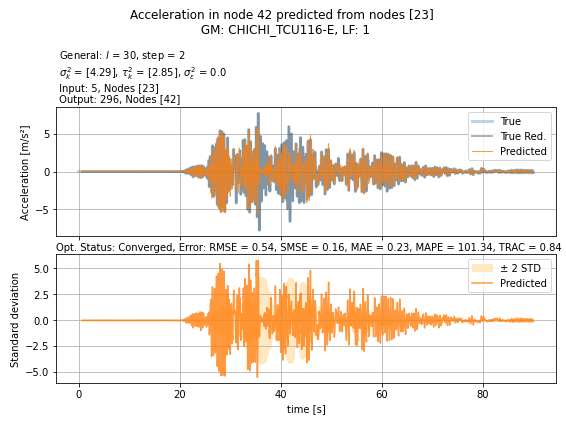 Acceleration in node 42 predicted from nodes [23]
GM: CHICHI_TCU116-E, LF: 1
General: l = 30, step = 2
σ²ₖ = [4.29], τ²ₖ = [2.85], σ²ε = 0.0
Input: 5, Nodes [23]
Output: 296, Nodes [42]
Acceleration [m/s²]
5
0
−5
True
True Red.
Predicted
Opt. Status: Converged, Error: RMSE = 0.54, SMSE = 0.16, MAE = 0.23, MAPE = 101.34, TRAC = 0.84
Standard deviation
5.0
2.5
0.0
−2.5
−5.0
± 2 STD
Predicted
0 20 40 60 80
time [s]